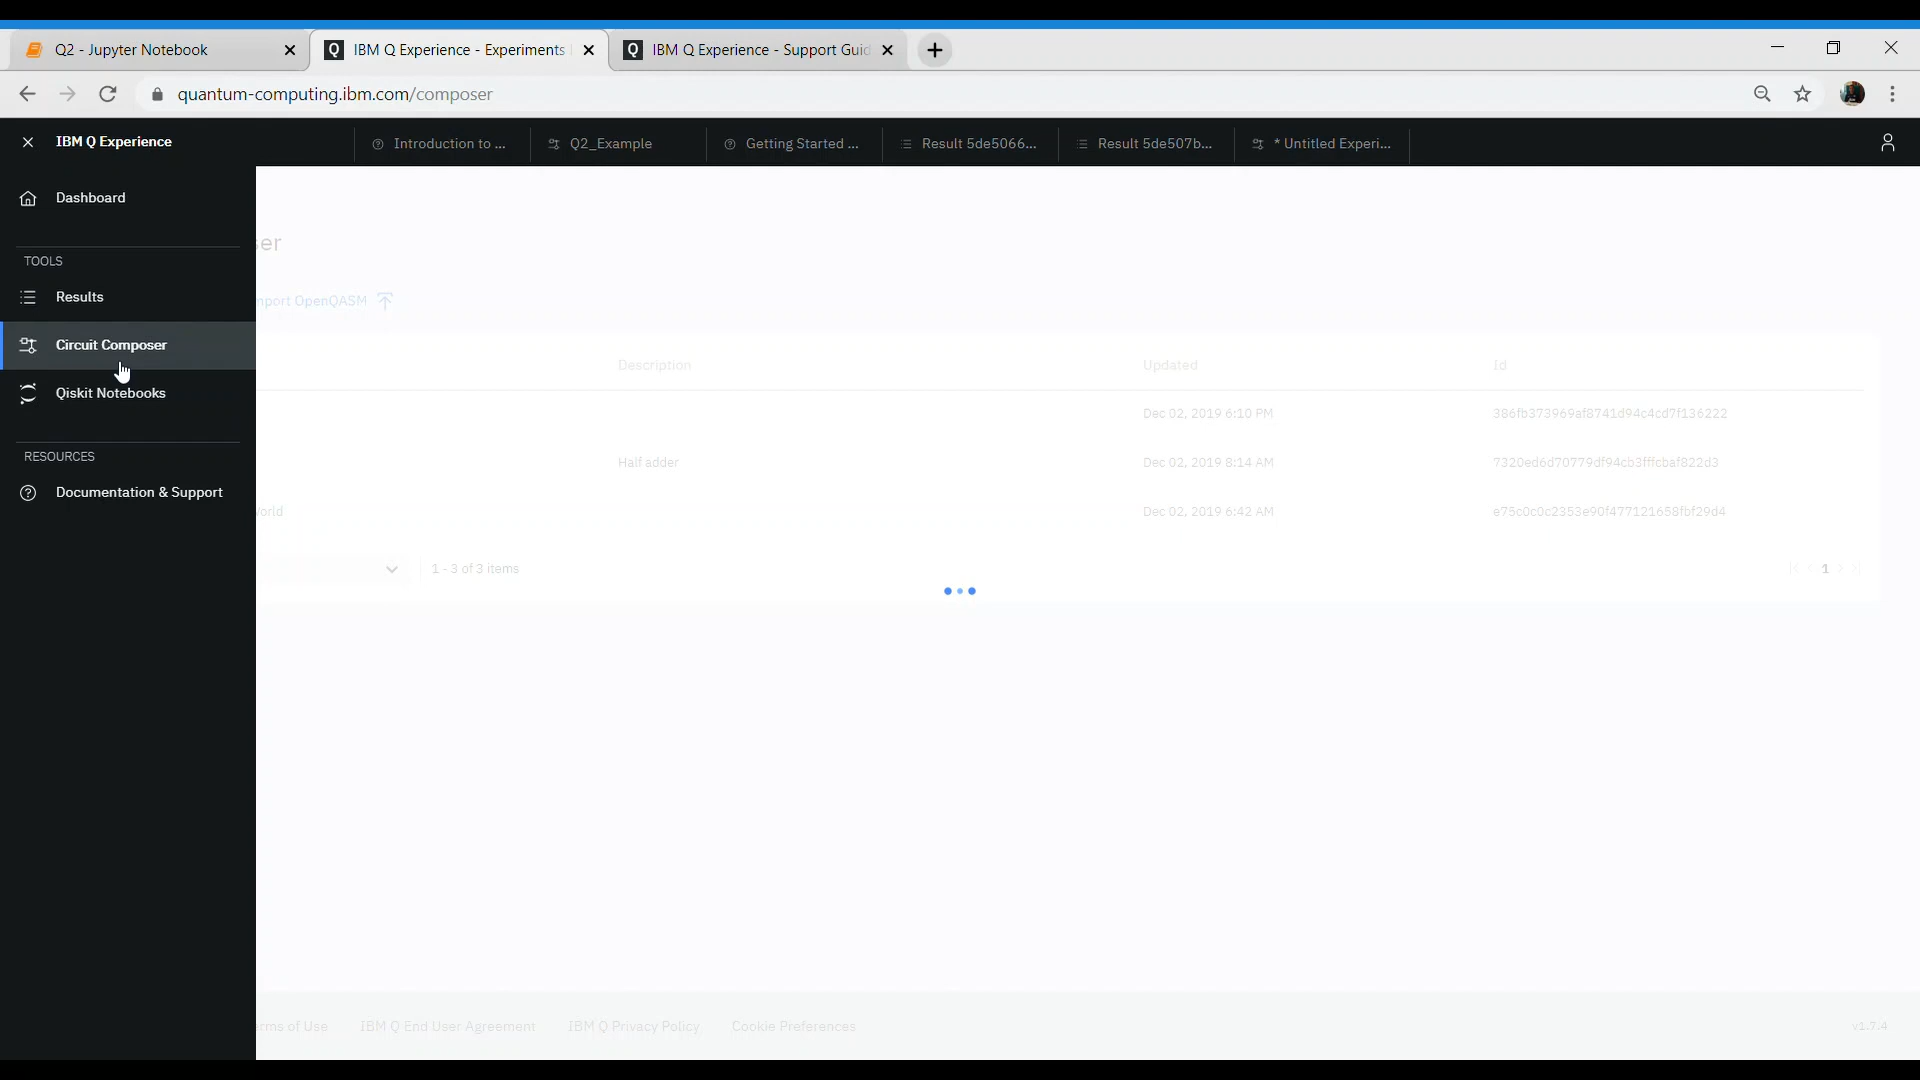 Q2 - Jupyter Notebook
IBM Q Experience - Experiments
IBM Q Experience - Support Guid
quantum-computing.ibm.com/composer
IBM Q Experience
Introduction to ...
Q2_Example
Getting Started ...
Result 5de5066...
Result 5de507b...
* Untitled Experi...
Dashboard
TOOLS
Results
Circuit Composer
Qiskit Notebooks
RESOURCES
Documentation & Support
ser
mport OpenQASM
Description Updated Id
Dec 02, 2019 6:10 PM 386fb373969af8741d94c4cd7f136222
Half adder Dec 02, 2019 8:14 AM 7320ed6d70779df94cb3fffcbaf822d3
World Dec 02, 2019 6:42 AM e75c0c0c2353e90f477121658fbf29d4
1 - 3 of 3 items
1
erms of Use IBM Q End User Agreement IBM Q Privacy Policy Cookie Preferences
v1.7.4